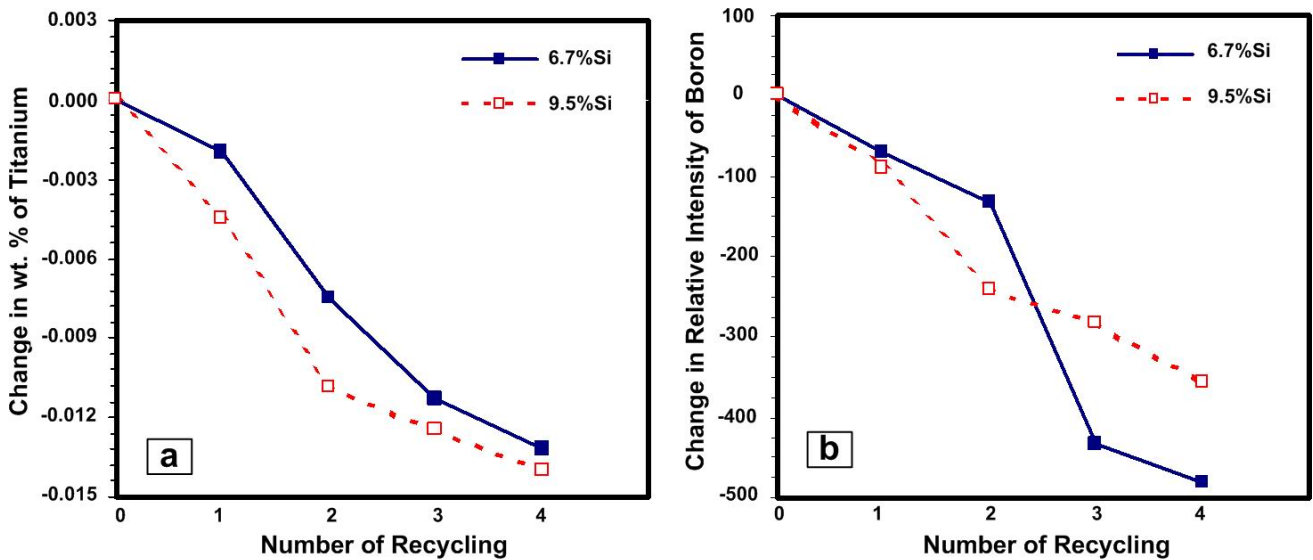 Change in wt. % of Titanium
0.003
0.000
-0.003
-0.006
-0.009
-0.012
-0.015
6.7%Si
9.5%Si
a
0 1 2 3 4
Number of Recycling
Change in Relative Intensity of Boron
100
0
-100
-200
-300
-400
-500
6.7%Si
9.5%Si
b
0 1 2 3 4
Number of Recycling